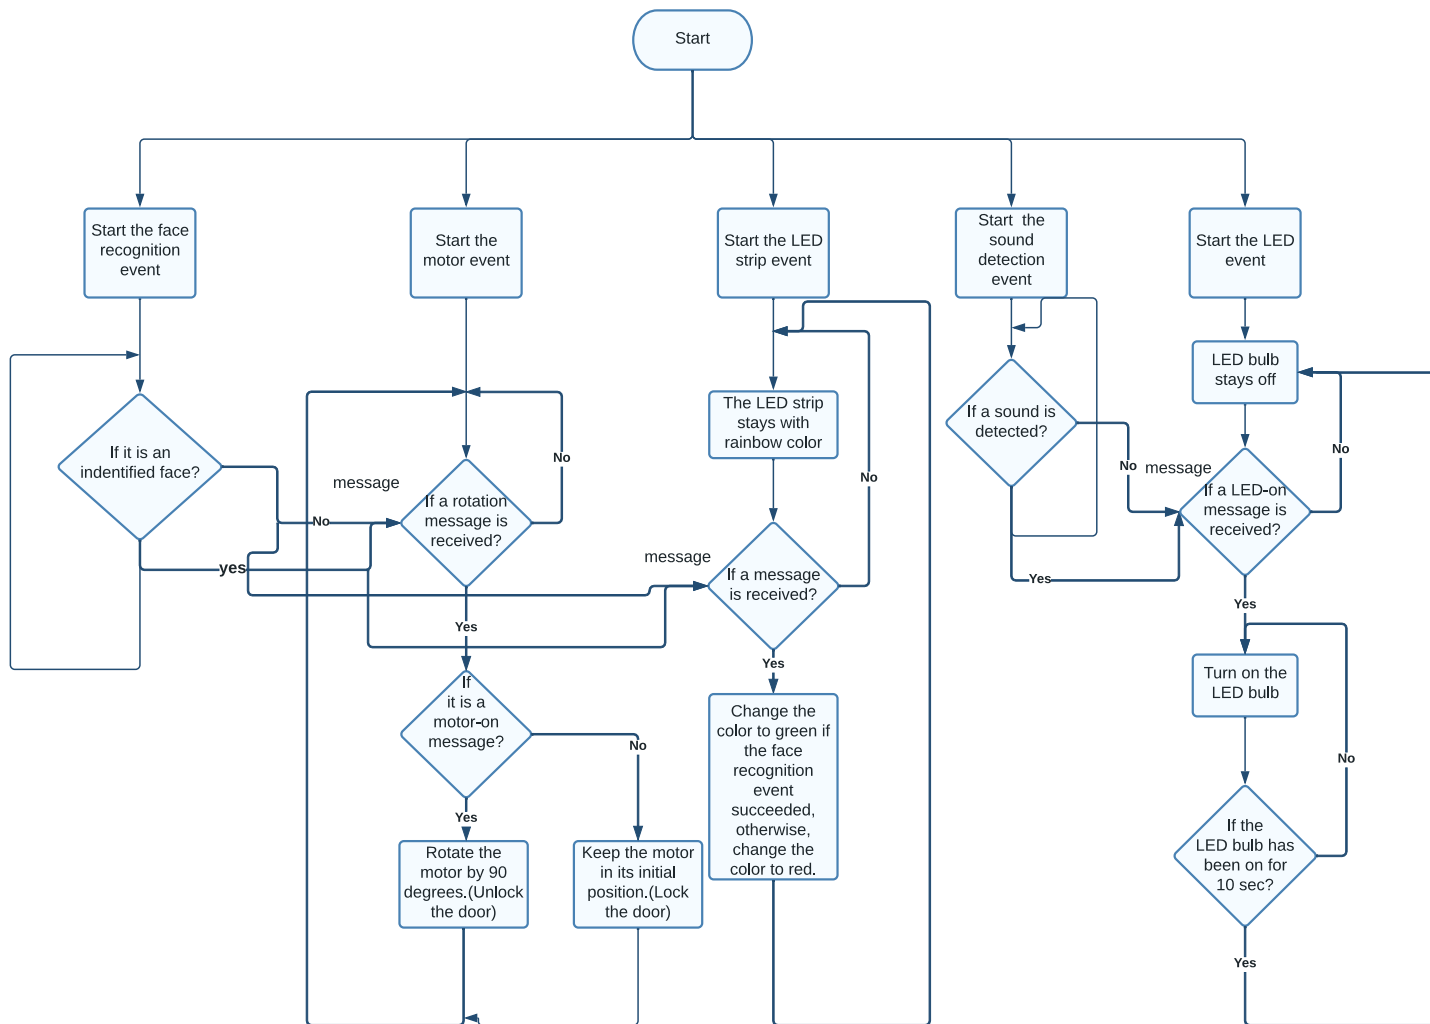 Start
Start the face
recognition
event
Start the
motor event
Start the LED
strip event
Start  the
sound
detection
event
Start the LED
event
LED bulb
stays off
If it is an
indentified face?
The LED strip
stays with
rainbow color
If a sound is
detected?
No
No
No
No
message
message
If a rotation
message is
received?
If a LED-on
message is
received?
No
yes
message
If a message
is received?
Yes
Yes
Yes
Yes
If
it is a
motor-on
message?
No
Turn on the
LED bulb
Change the
color to green if
the face
recognition
event
succeeded,
otherwise,
change the
color to red.
No
Yes
Rotate the
motor by 90
degrees.(Unlock
the door)
Keep the motor
in its initial
position.(Lock
the door)
If the
LED bulb has
been on for
10 sec?
Yes